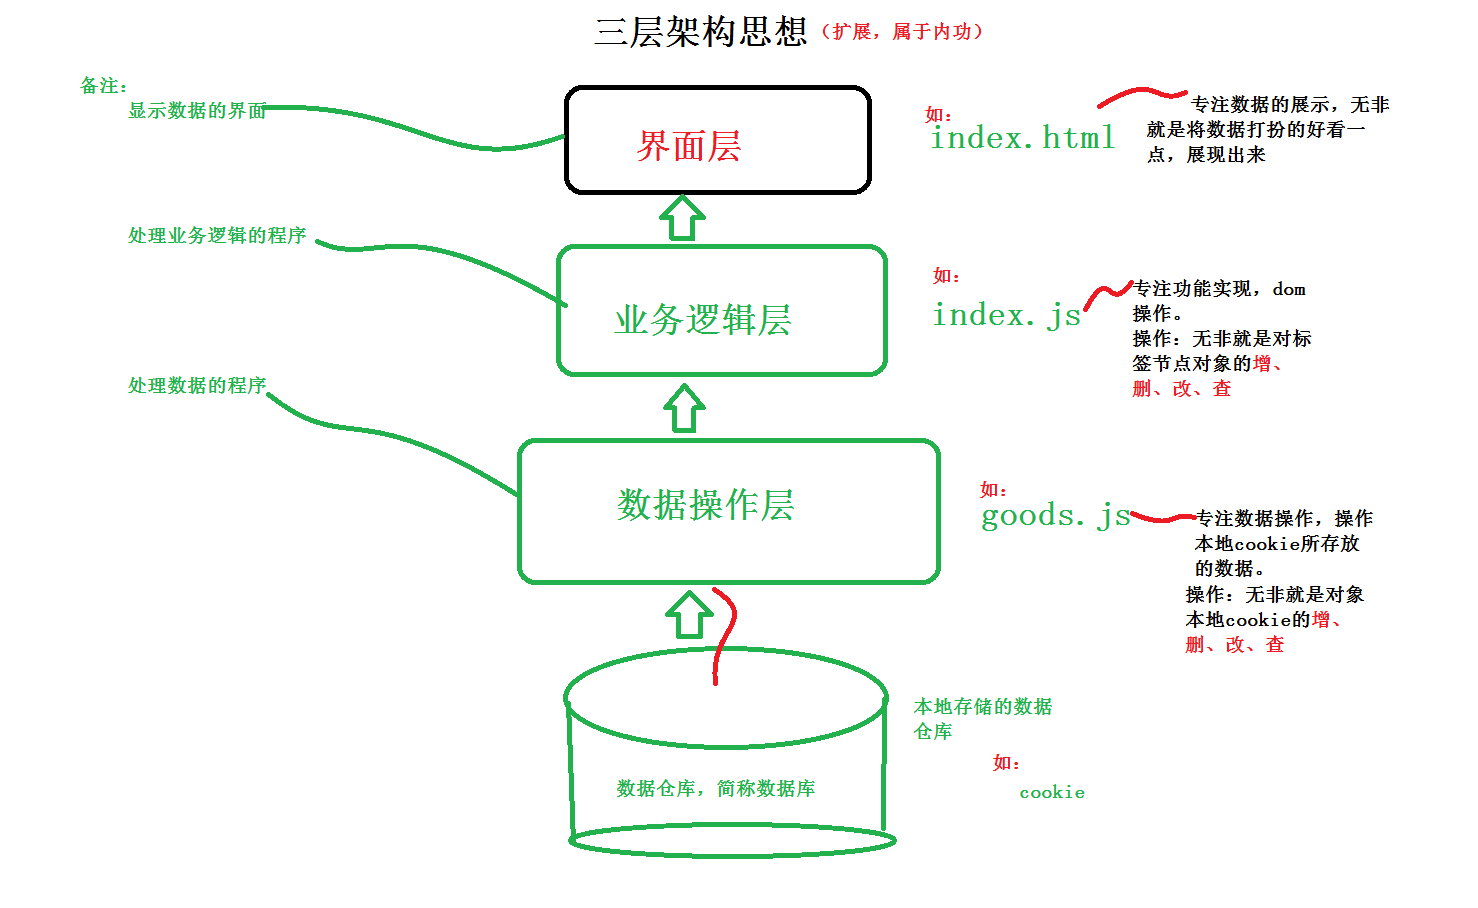 三层架构思想（扩展，属于内功）
备注：
显示数据的界面
界面层
如：
index.html
专注数据的展示，无非
就是将数据打扮的好看一
点，展现出来
处理业务逻辑的程序
业务逻辑层
如：
index.js
专注功能实现，dom
操作。
操作：无非就是对标
签节点对象的增、
删、改、查
处理数据的程序
数据操作层
如：
goods.js
专注数据操作，操作
本地cookie所存放
的数据。
操作：无非就是对象
本地cookie的增、
删、改、查
本地存储的数据
仓库
如：
cookie
数据仓库，简称数据库